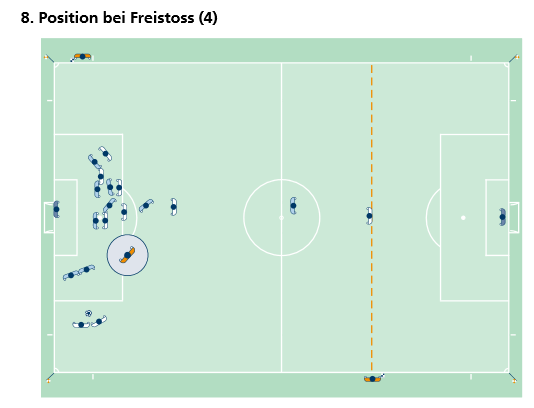 8. Position bei Freistoss (4)